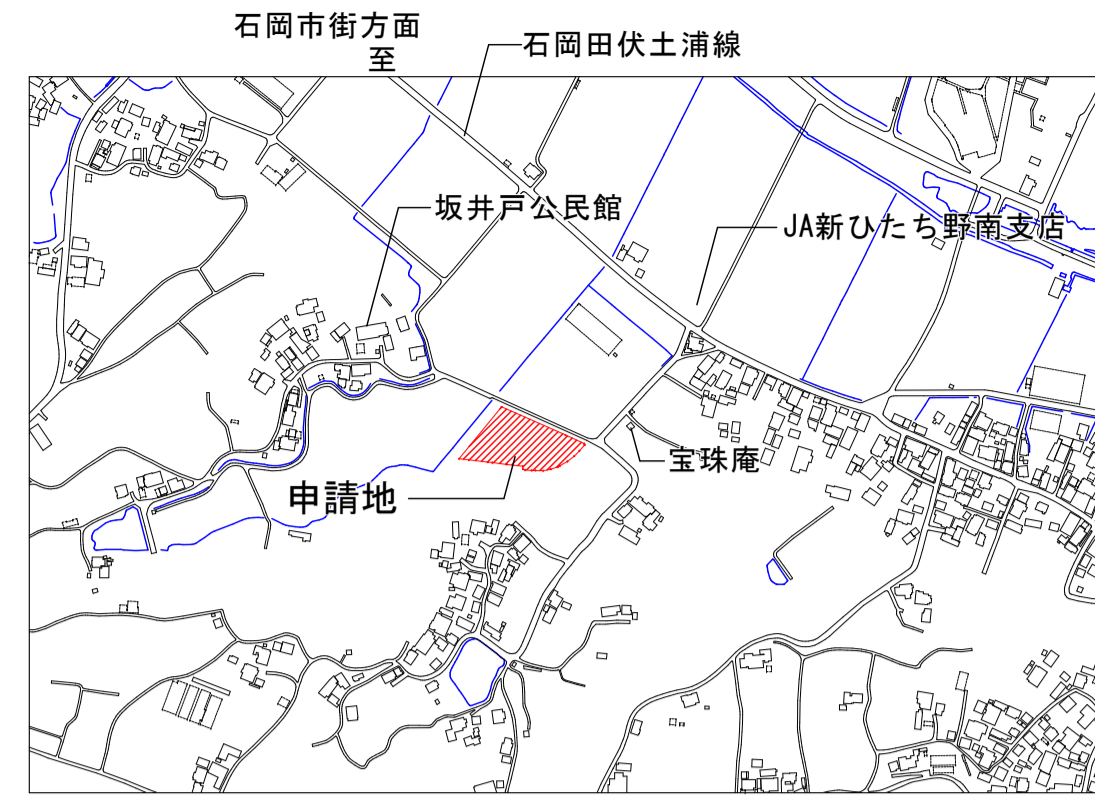 石岡市街方面
至
石岡田伏土浦線
坂井戸公民館
JA新ひたち野南支店
宝珠庵
申請地